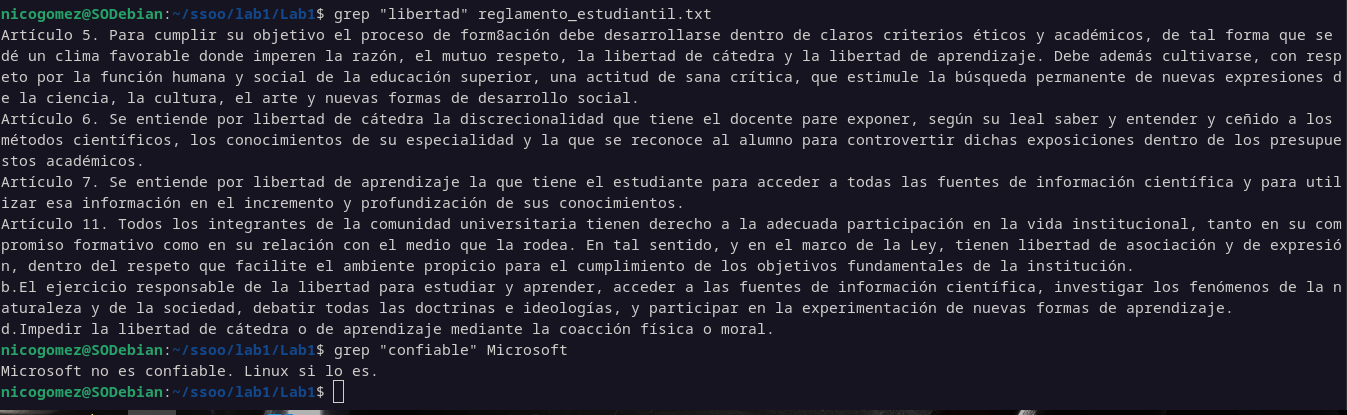 nicogomez@SODebian:~/ssoo/lab1/Lab1$ grep "libertad" reglamento_estudiantil.txt
Artículo 5. Para cumplir su objetivo el proceso de form8ación debe desarrollarse dentro de claros criterios éticos y académicos, de tal forma que se
dé un clima favorable donde imperen la razón, el mutuo respeto, la libertad de cátedra y la libertad de aprendizaje. Debe además cultivarse, con resp
eto por la función humana y social de la educación superior, una actitud de sana crítica, que estimule la búsqueda permanente de nuevas expresiones d
e la ciencia, la cultura, el arte y nuevas formas de desarrollo social.
Artículo 6. Se entiende por libertad de cátedra la discrecionalidad que tiene el docente pare exponer, según su leal saber y entender y ceñido a los
métodos científicos, los conocimientos de su especialidad y la que se reconoce al alumno para controvertir dichas exposiciones dentro de los presupue
stos académicos.
Artículo 7. Se entiende por libertad de aprendizaje la que tiene el estudiante para acceder a todas las fuentes de información científica y para util
izar esa información en el incremento y profundización de sus conocimientos.
Artículo 11. Todos los integrantes de la comunidad universitaria tienen derecho a la adecuada participación en la vida institucional, tanto en su com
promiso formativo como en su relación con el medio que la rodea. En tal sentido, y en el marco de la Ley, tienen libertad de asociación y de expresió
n, dentro del respeto que facilite el ambiente propicio para el cumplimiento de los objetivos fundamentales de la institución.
b.El ejercicio responsable de la libertad para estudiar y aprender, acceder a las fuentes de información científica, investigar los fenómenos de la n
aturaleza y de la sociedad, debatir todas las doctrinas e ideologías, y participar en la experimentación de nuevas formas de aprendizaje.
d.Impedir la libertad de cátedra o de aprendizaje mediante la coacción física o moral.
nicogomez@SODebian:~/ssoo/lab1/Lab1$ grep "confiable" Microsoft
Microsoft no es confiable. Linux si lo es.
nicogomez@SODebian:~/ssoo/lab1/Lab1$